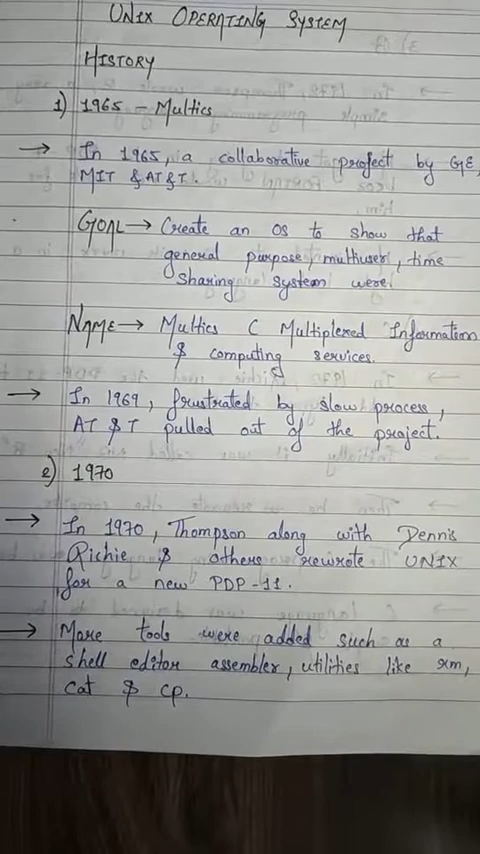 UNIX OPERATING SYSTEM
HISTORY
1) 1965 – Multics
→ In 1965, a collaborative project by GE,
MIT & AT&T.
GOAL → Create an OS to show that
general purpose, multiuser, time
sharing system were
NAME → Multics C Multiplexed Information
& computing services.
→ In 1969, frustrated by slow process,
AT & T pulled out of the project.
2) 1970
→ In 1970, Thompson along with Dennis
Richie & others rewrote UNIX
for a new PDP-11.
→ More tools were added such as a
shell editor assembler, utilities like rm,
cat & cp.